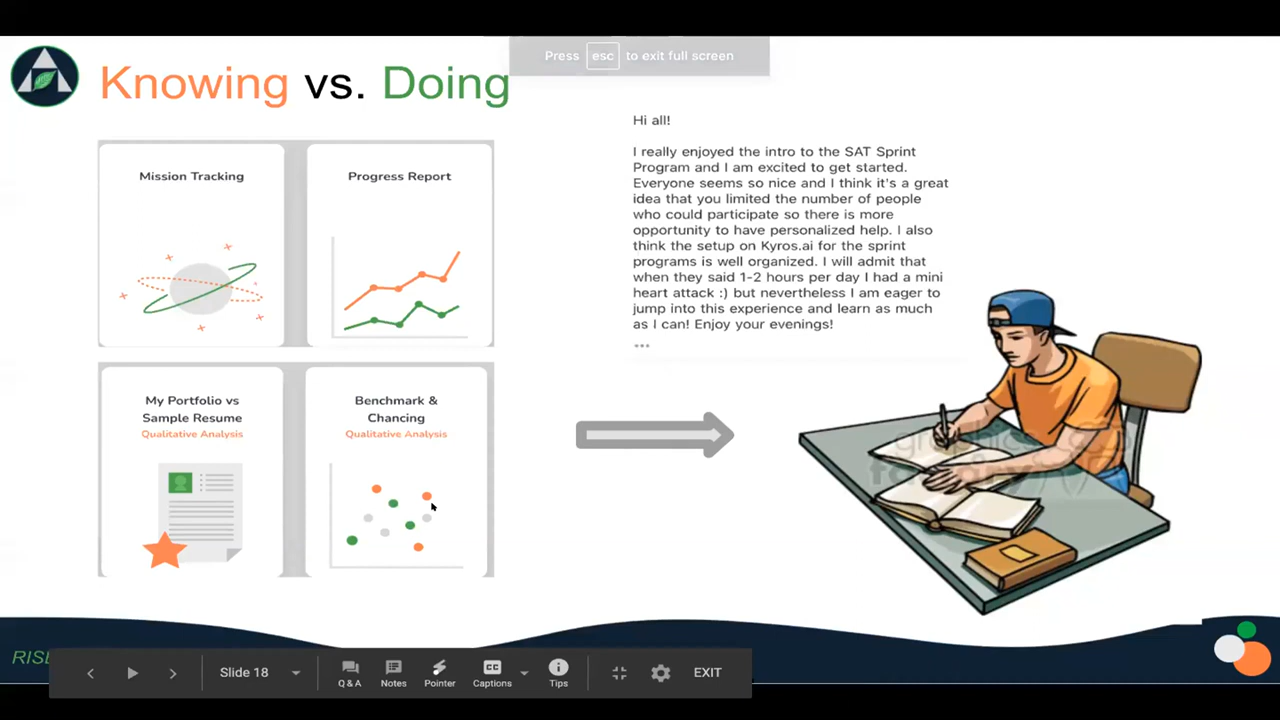 Press esc to exit full screen
Knowing vs. Doing
Mission Tracking
Progress Report
My Portfolio vs
Sample Resume
Qualitative Analysis
Benchmark &
Chancing
Qualitative Analysis
Hi all!
I really enjoyed the intro to the SAT Sprint
Program and I am excited to get started.
Everyone seems so nice and I think it's a great
idea that you limited the number of people
who could participate so there is more
opportunity to have personalized help. I also
think the setup on Kyros.ai for the sprint
programs is well organized. I will admit that
when they said 1-2 hours per day I had a mini
heart attack :) but nevertheless I am eager to
jump into this experience and learn as much
as I can! Enjoy your evenings!
•••
graphics
factory
Slide 18
Q & A
Notes
Pointer
CC
Captions
Tips
EXIT